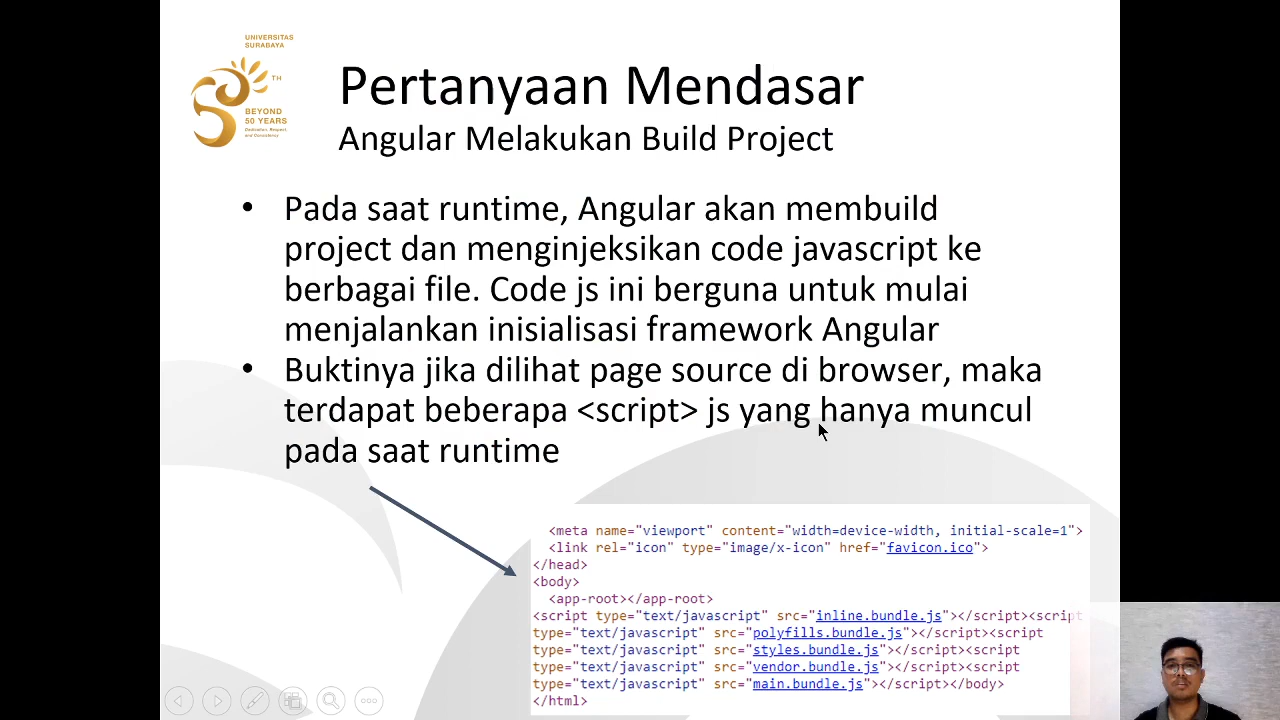 UNIVERSITAS
SURABAYA
TH
BEYOND
50 YEARS
Dedication, Respect,
and Consistency
Pertanyaan Mendasar
Angular Melakukan Build Project
• Pada saat runtime, Angular akan membuild
project dan menginjeksikan code javascript ke
berbagai file. Code js ini berguna untuk mulai
menjalankan inisialisasi framework Angular
• Buktinya jika dilihat page source di browser, maka
terdapat beberapa <script> js yang hanya muncul
pada saat runtime
<meta name="viewport" content="width=device-width, initial-scale=1">
<link rel="icon" type="image/x-icon" href="favicon.ico">
</head>
<body>
<app-root></app-root>
<script type="text/javascript" src="inline.bundle.js"></script><script
type="text/javascript" src="polyfills.bundle.js"></script><script
type="text/javascript" src="styles.bundle.js"></script><script
type="text/javascript" src="vendor.bundle.js"></script><script
type="text/javascript" src="main.bundle.js"></script></body>
</html>